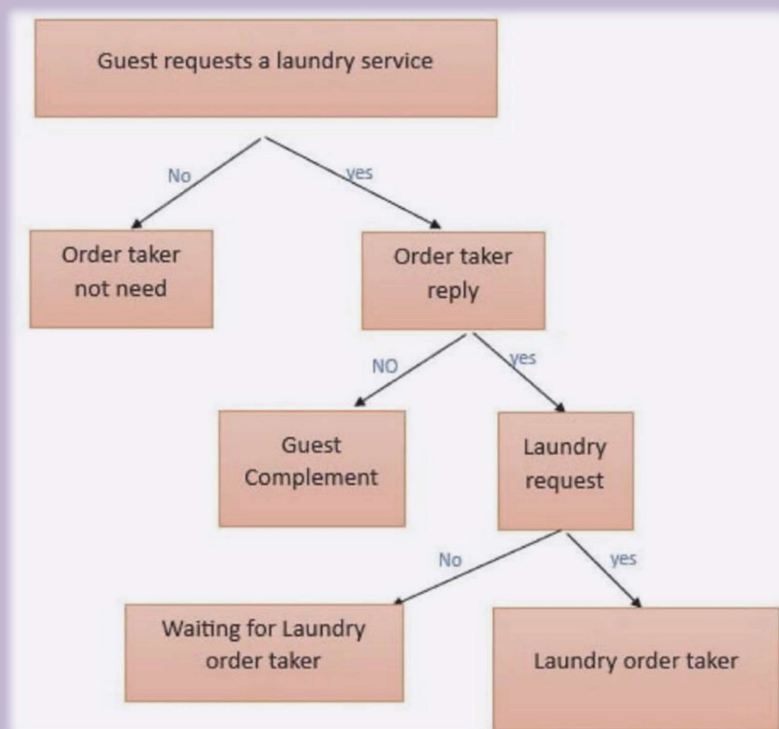 Guest requests a laundry service
No
yes
Order taker
not need
Order taker
reply
NO
yes
Guest
Complement
Laundry
request
No
yes
Waiting for Laundry
order taker
Laundry order taker